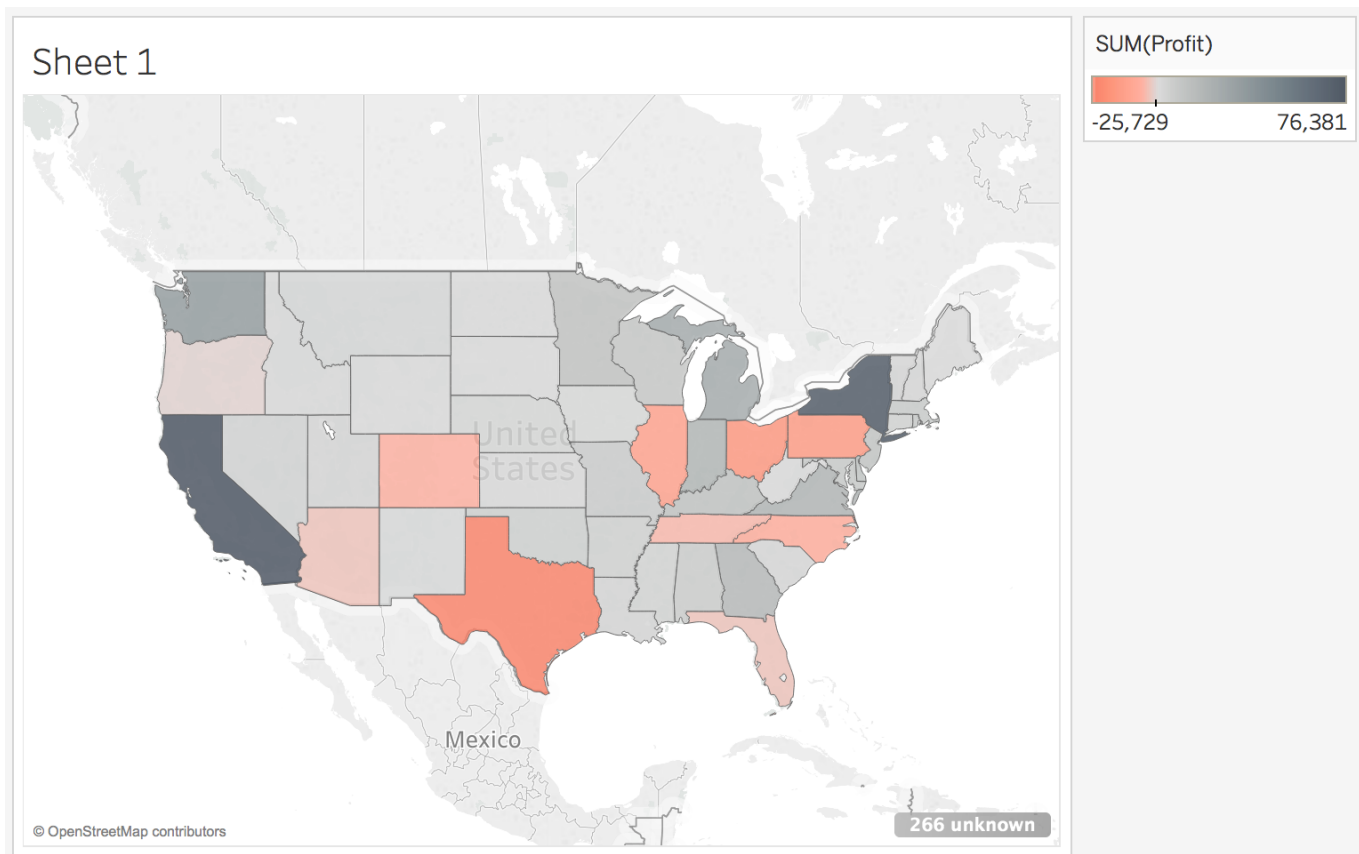 Sheet 1
SUM(Profit)
-25,729 76,381
United
States
Mexico
© OpenStreetMap contributors
266 unknown